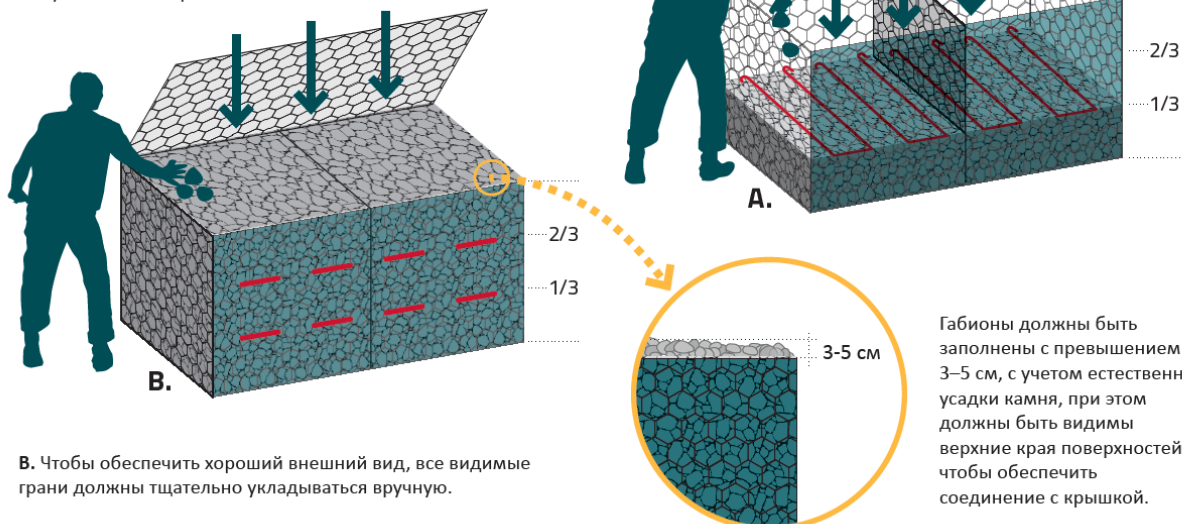 2/3
1/3
A.
2/3
1/3
B.
3-5 см
В. Чтобы обеспечить хороший внешний вид, все видимые
грани должны тщательно укладываться вручную.
Габионы должны быть
заполнены с превышением
3–5 см, с учетом естественн
усадки камня, при этом
должны быть видимы
верхние края поверхностей
чтобы обеспечить
соединение с крышкой.